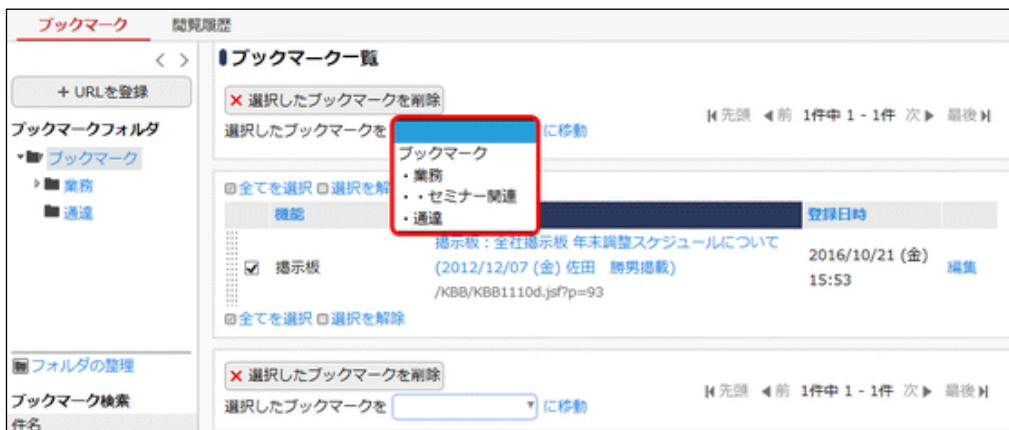 ブックマーク 閲覧履歴
+ URLを登録
ブックマークフォルダ
ブックマーク
業務
通達
フォルダの整理
ブックマーク検索
件名
ブックマーク一覧
選択したブックマークを削除
先頭 前 1件中 1 - 1件 次 最後
選択したブックマークを に移動
ブックマーク
・業務
・・セミナー関連
・通達
全てを選択 選択を解
機能 登録日時
掲示板 掲示板：全社掲示板 年末調整スケジュールについて
(2012/12/07 (金) 佐田 勝男掲載)
/KBB/KBB1110d.jsf?p=93
2016/10/21 (金)
15:53
編集
全てを選択 選択を解除
選択したブックマークを削除
先頭 前 1件中 1 - 1件 次 最後
選択したブックマークを に移動